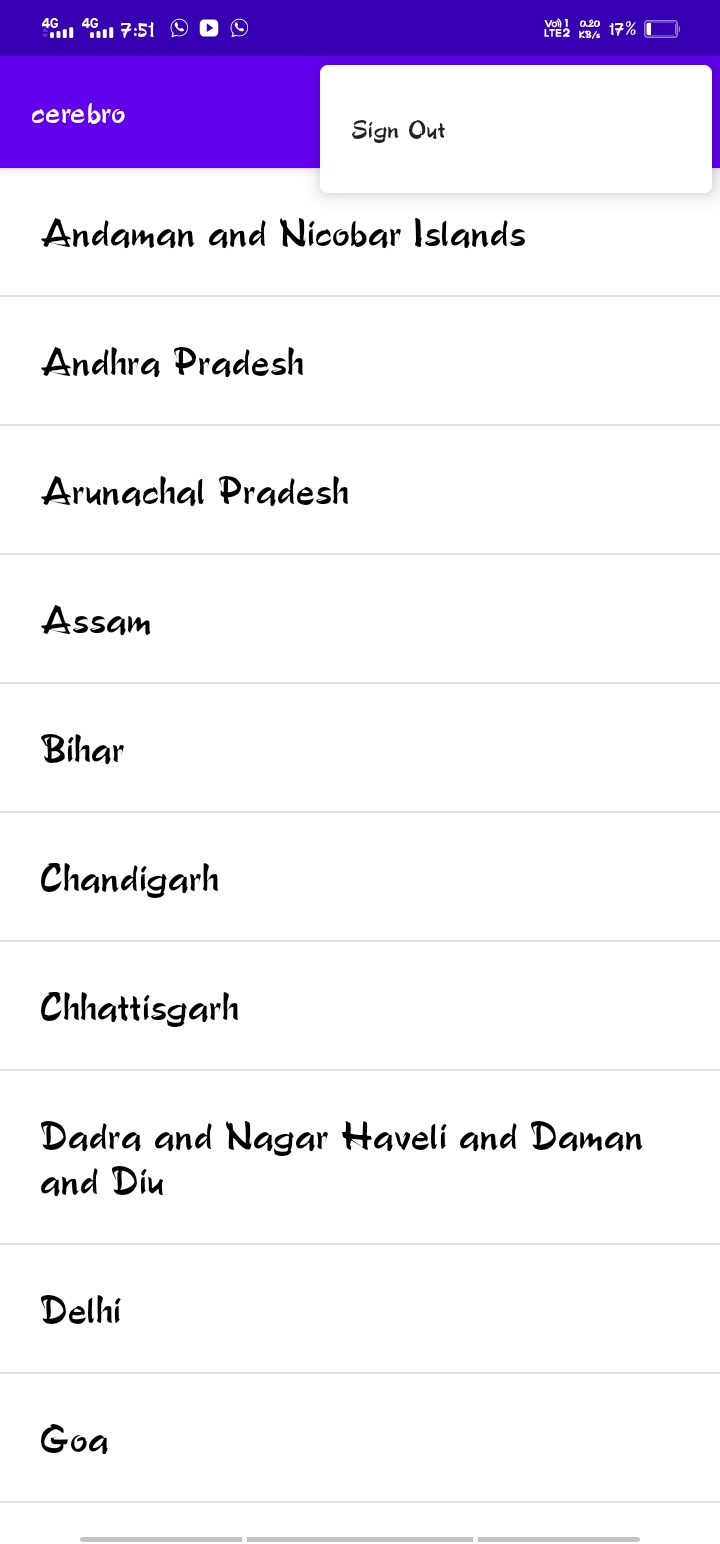 4G 4G 7:51 Vo)) 1 LTE2 0.20 KB/s 17%
cerebro
Sign Out
Andaman and Nicobar Islands
Andhra Pradesh
Arunachal Pradesh
Assam
Bihar
Chandigarh
Chhattisgarh
Dadra and Nagar Haveli and Daman
and Diu
Delhi
Goa